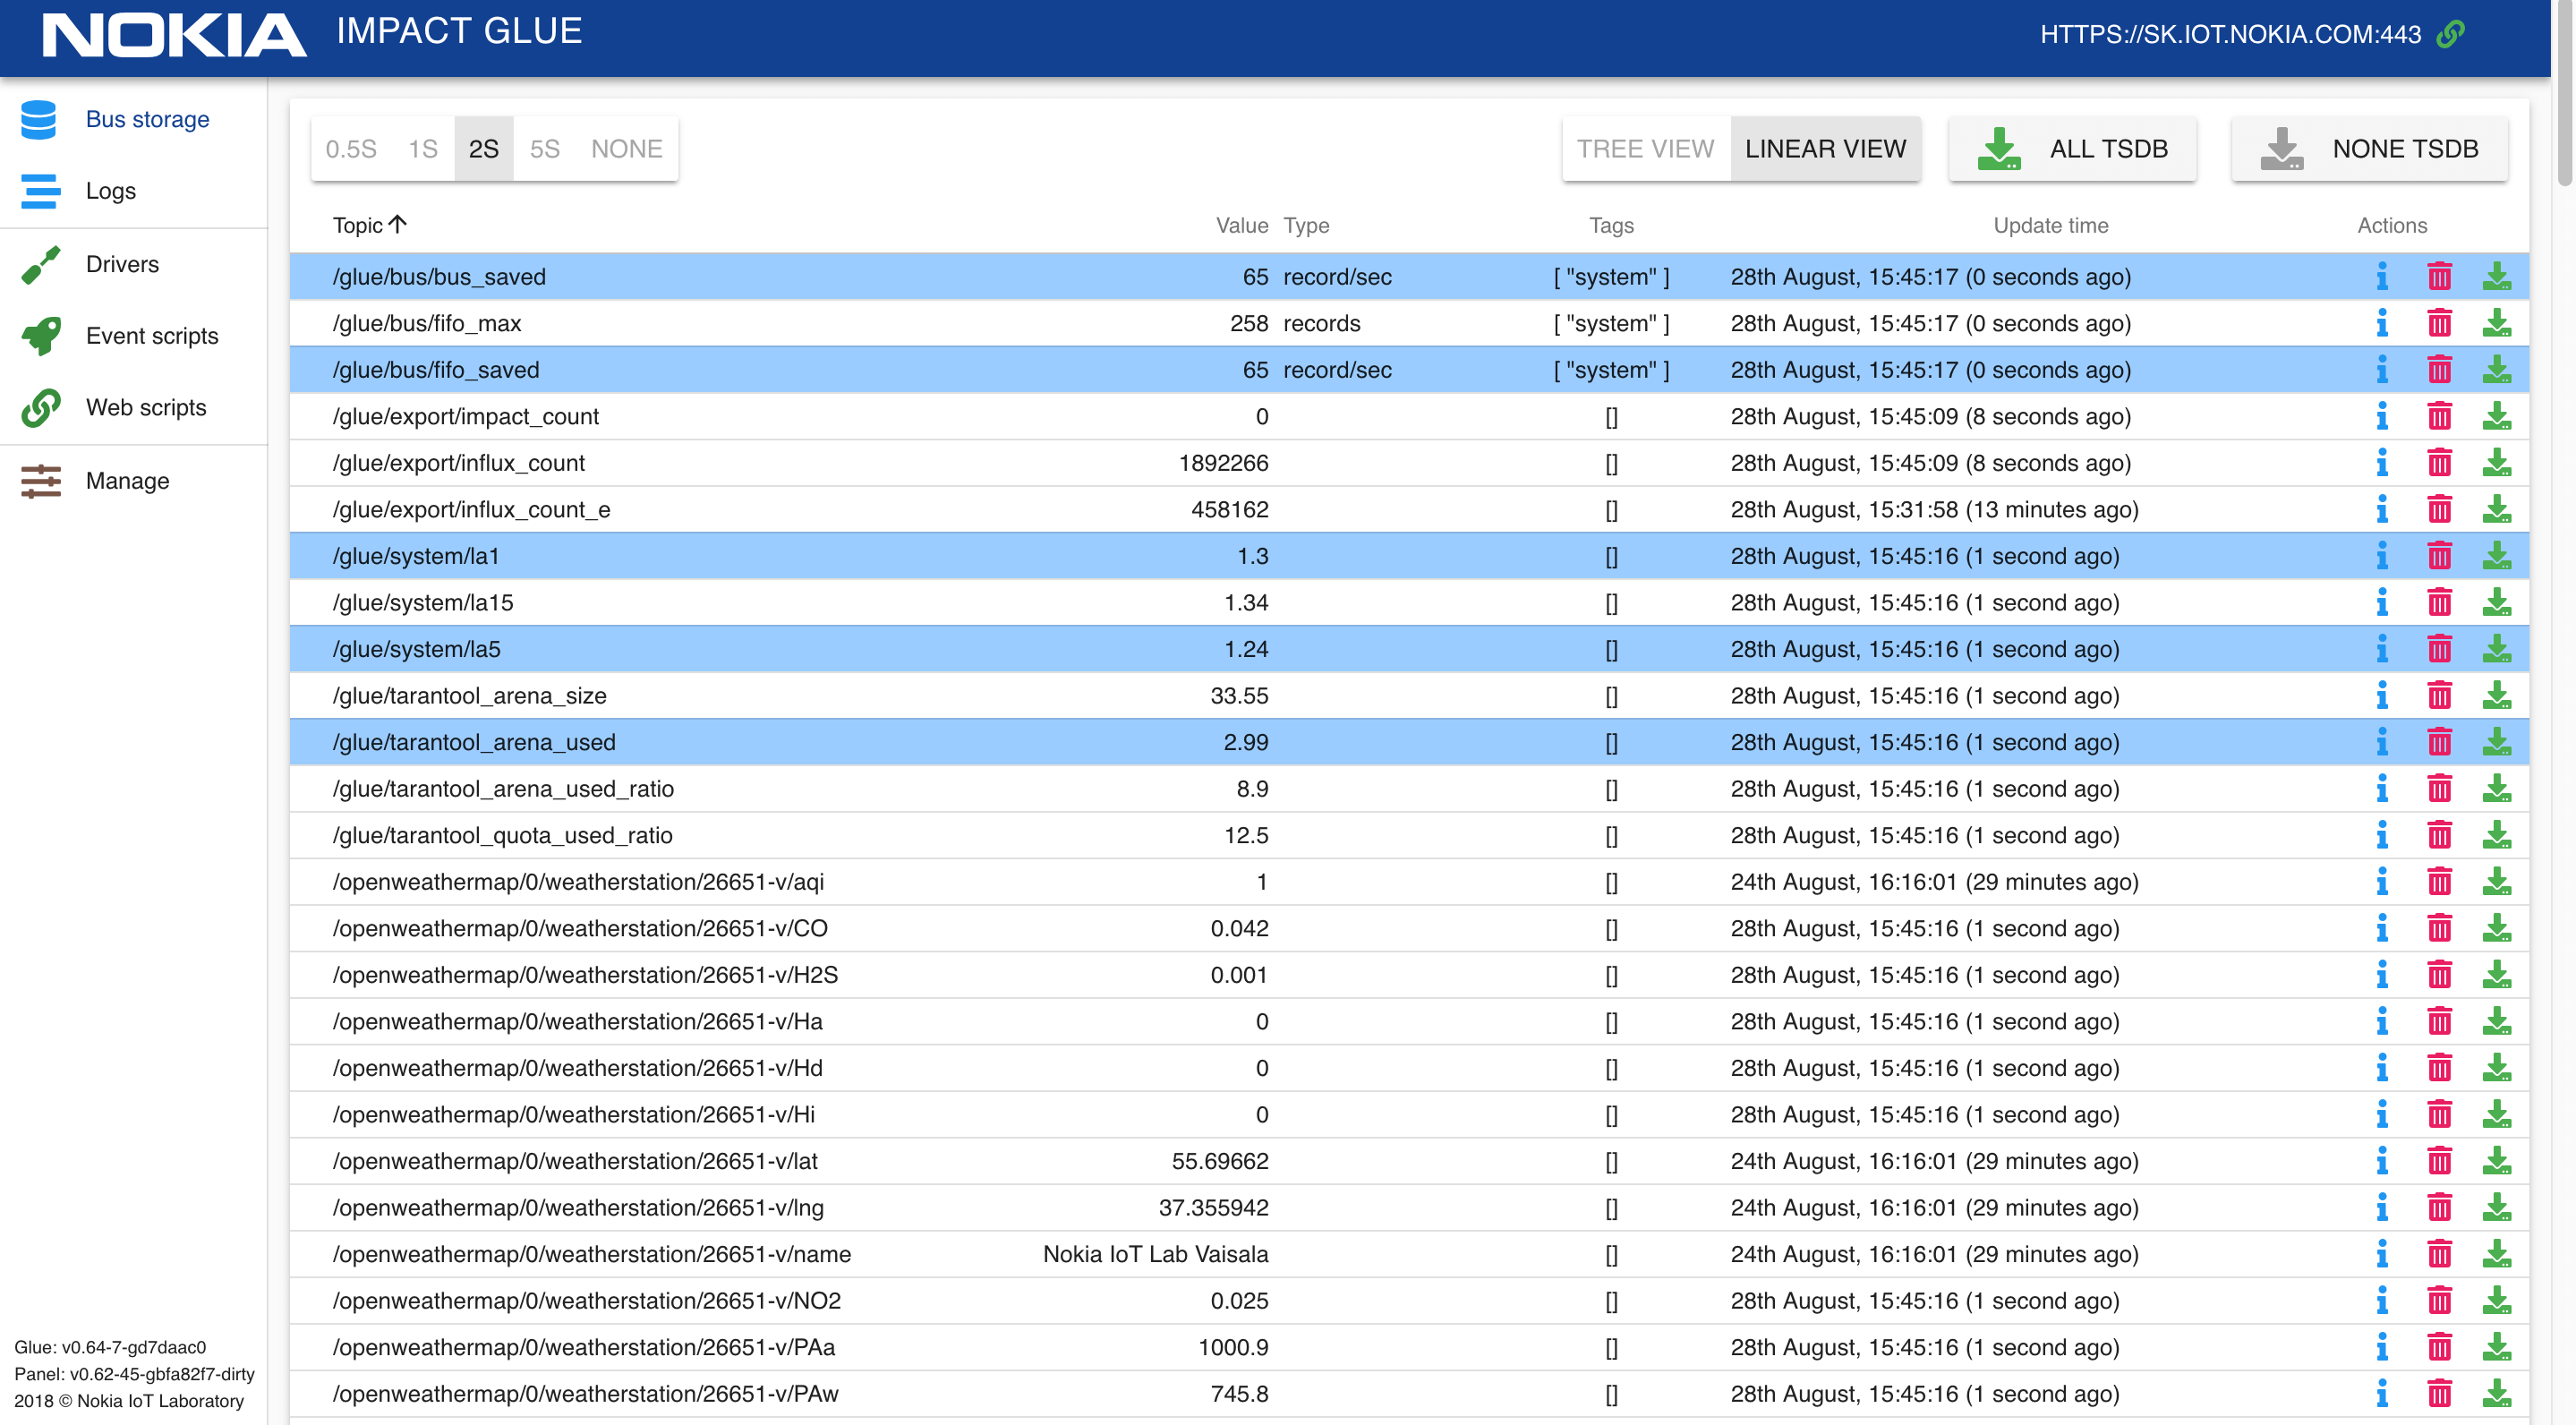 NOKIA IMPACT GLUE HTTPS://SK.IOT.NOKIA.COM:443
Bus storage
Logs
Drivers
Event scripts
Web scripts
Manage
Glue: v0.64-7-gd7daac0
Panel: v0.62-45-gbfa82f7-dirty
2018 © Nokia IoT Laboratory
0.5S 1S 2S 5S NONE TREE VIEW LINEAR VIEW ALL TSDB NONE TSDB
Topic Value Type Tags Update time Actions
/glue/bus/bus_saved 65 record/sec [ "system" ] 28th August, 15:45:17 (0 seconds ago)
/glue/bus/fifo_max 258 records [ "system" ] 28th August, 15:45:17 (0 seconds ago)
/glue/bus/fifo_saved 65 record/sec [ "system" ] 28th August, 15:45:17 (0 seconds ago)
/glue/export/impact_count 0 [] 28th August, 15:45:09 (8 seconds ago)
/glue/export/influx_count 1892266 [] 28th August, 15:45:09 (8 seconds ago)
/glue/export/influx_count_e 458162 [] 28th August, 15:31:58 (13 minutes ago)
/glue/system/la1 1.3 [] 28th August, 15:45:16 (1 second ago)
/glue/system/la15 1.34 [] 28th August, 15:45:16 (1 second ago)
/glue/system/la5 1.24 [] 28th August, 15:45:16 (1 second ago)
/glue/tarantool_arena_size 33.55 [] 28th August, 15:45:16 (1 second ago)
/glue/tarantool_arena_used 2.99 [] 28th August, 15:45:16 (1 second ago)
/glue/tarantool_arena_used_ratio 8.9 [] 28th August, 15:45:16 (1 second ago)
/glue/tarantool_quota_used_ratio 12.5 [] 28th August, 15:45:16 (1 second ago)
/openweathermap/0/weatherstation/26651-v/aqi 1 [] 24th August, 16:16:01 (29 minutes ago)
/openweathermap/0/weatherstation/26651-v/CO 0.042 [] 28th August, 15:45:16 (1 second ago)
/openweathermap/0/weatherstation/26651-v/H2S 0.001 [] 28th August, 15:45:16 (1 second ago)
/openweathermap/0/weatherstation/26651-v/Ha 0 [] 28th August, 15:45:16 (1 second ago)
/openweathermap/0/weatherstation/26651-v/Hd 0 [] 28th August, 15:45:16 (1 second ago)
/openweathermap/0/weatherstation/26651-v/Hi 0 [] 28th August, 15:45:16 (1 second ago)
/openweathermap/0/weatherstation/26651-v/lat 55.69662 [] 24th August, 16:16:01 (29 minutes ago)
/openweathermap/0/weatherstation/26651-v/lng 37.355942 [] 24th August, 16:16:01 (29 minutes ago)
/openweathermap/0/weatherstation/26651-v/name Nokia IoT Lab Vaisala [] 24th August, 16:16:01 (29 minutes ago)
/openweathermap/0/weatherstation/26651-v/NO2 0.025 [] 28th August, 15:45:16 (1 second ago)
/openweathermap/0/weatherstation/26651-v/PAa 1000.9 [] 28th August, 15:45:16 (1 second ago)
/openweathermap/0/weatherstation/26651-v/PAw 745.8 [] 28th August, 15:45:16 (1 second ago)